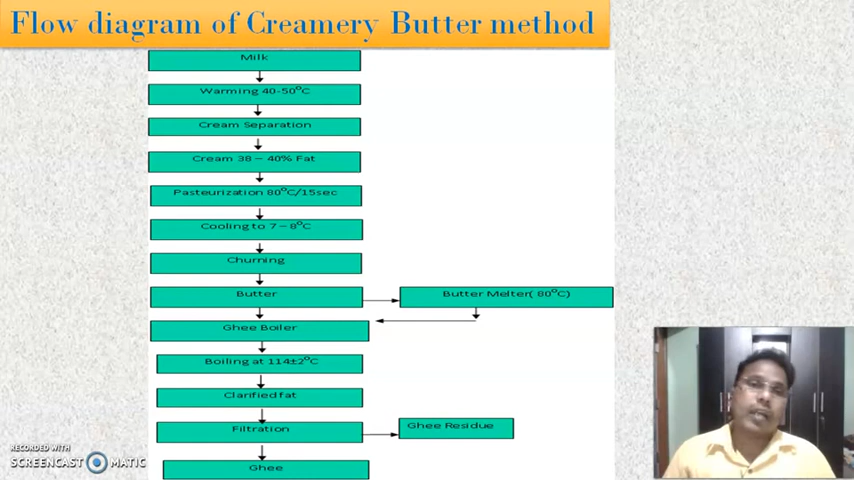 Flow diagram of Creamery Butter method
Milk
Warming 40-50°C
Cream Separation
Cream 38 – 40% Fat
Pasteurization 80°C/15sec
Cooling to 7 – 8°C
Churning
Butter
Butter Melter( 80°C)
Ghee Boiler
Boiling at 114±2°C
Clarified fat
Filtration
Ghee Residue
Ghee
RECORDED WITH
SCREENCAST MATIC